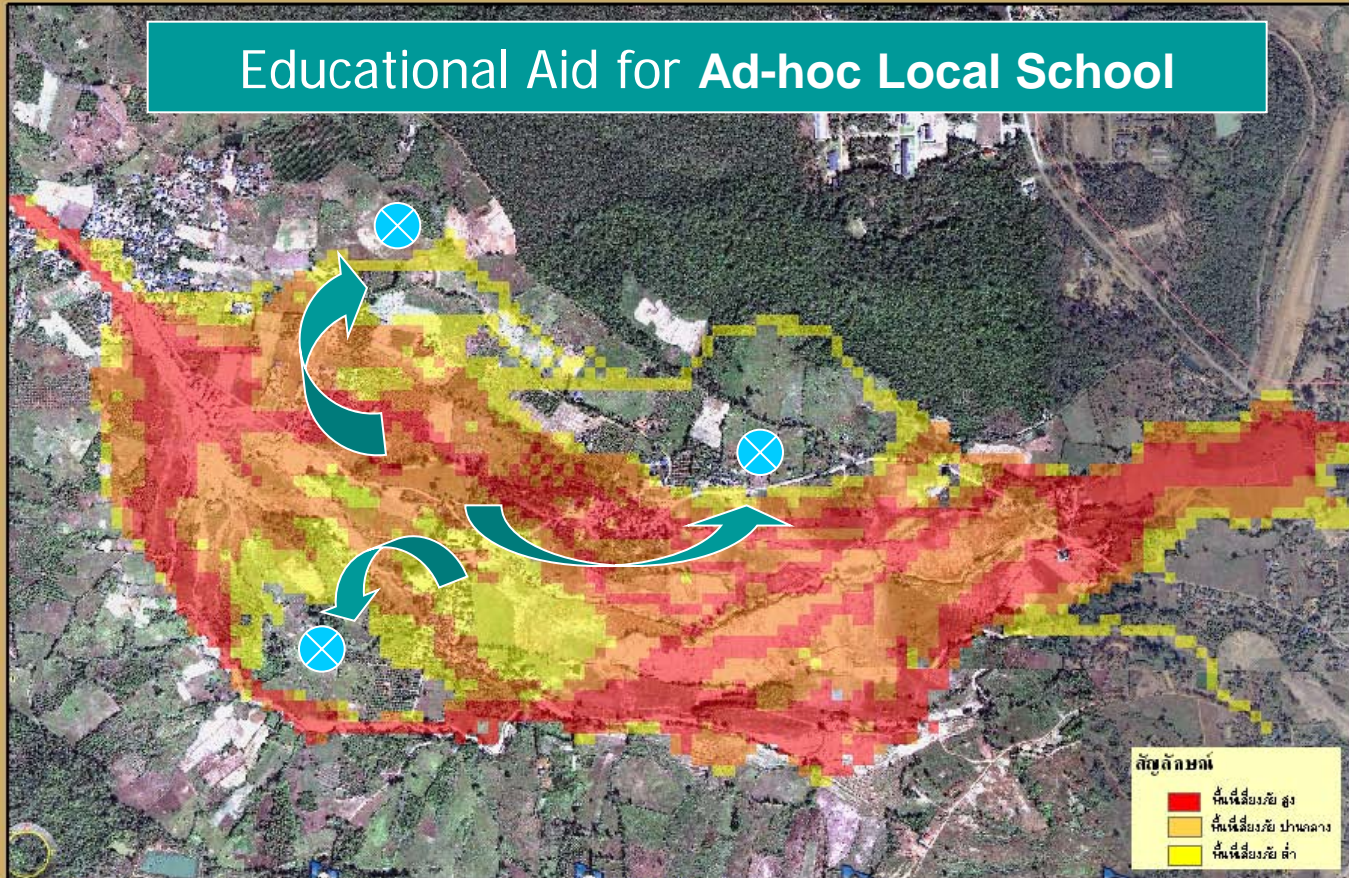 Educational Aid for Ad-hoc Local School
สัญลักษณ์
พื้นที่เสี่ยงภัย สูง
พื้นที่เสี่ยงภัย ปานกลาง
พื้นที่เสี่ยงภัย ต่ำ